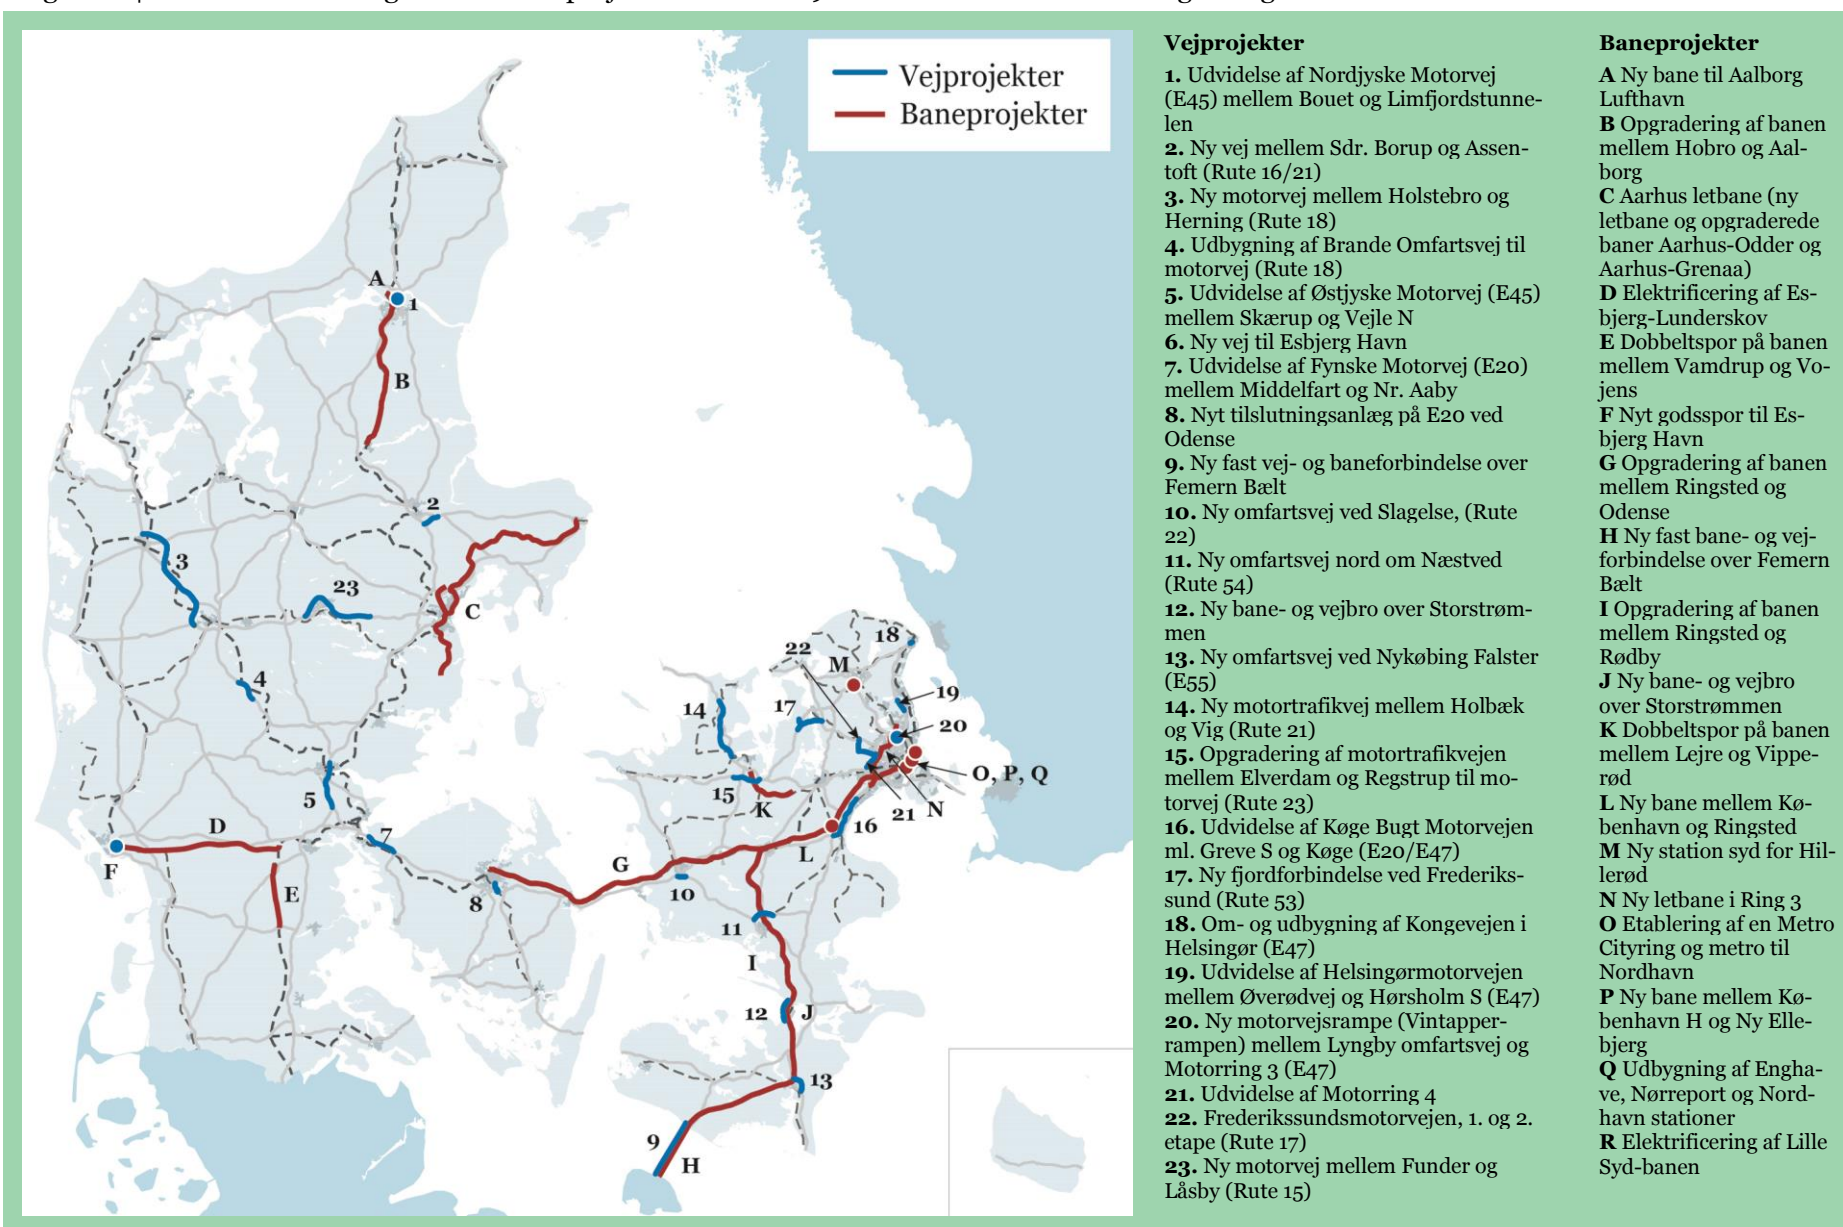 Vejprojekter
Baneprojekter
A
1
B
2
3
23
C
4
5
D
F
E
7
8
G
10
11
I
12
J
13
9
H
14
15
K
17
22
M
18
19
20
O, P, Q
N
21
16
L
Vejprojekter
1. Udvidelse af Nordjyske Motorvej
(E45) mellem Bouet og Limfjordstunne-
len
2. Ny vej mellem Sdr. Borup og Assen-
toft (Rute 16/21)
3. Ny motorvej mellem Holstebro og
Herning (Rute 18)
4. Udbygning af Brande Omfartsvej til
motorvej (Rute 18)
5. Udvidelse af Østjyske Motorvej (E45)
mellem Skærup og Vejle N
6. Ny vej til Esbjerg Havn
7. Udvidelse af Fynske Motorvej (E20)
mellem Middelfart og Nr. Aaby
8. Nyt tilslutningsanlæg på E20 ved
Odense
9. Ny fast vej- og baneforbindelse over
Femern Bælt
10. Ny omfartsvej ved Slagelse, (Rute
22)
11. Ny omfartsvej nord om Næstved
(Rute 54)
12. Ny bane- og vejbro over Storstrøm-
men
13. Ny omfartsvej ved Nykøbing Falster
(E55)
14. Ny motortrafikvej mellem Holbæk
og Vig (Rute 21)
15. Opgradering af motortrafikvejen
mellem Elverdam og Regstrup til mo-
torvej (Rute 23)
16. Udvidelse af Køge Bugt Motorvejen
ml. Greve S og Køge (E20/E47)
17. Ny fjordforbindelse ved Frederiks-
sund (Rute 53)
18. Om- og udbygning af Kongevejen i
Helsingør (E47)
19. Udvidelse af Helsingørmotorvejen
mellem Øverødvej og Hørsholm S (E47)
20. Ny motorvejsrampe (Vintapper-
rampen) mellem Lyngby omfartsvej og
Motorring 3 (E47)
21. Udvidelse af Motorring 4
22. Frederikssundsmotorvejen, 1. og 2.
etape (Rute 17)
23. Ny motorvej mellem Funder og
Låsby (Rute 15)
Baneprojekter
A Ny bane til Aalborg
Lufthavn
B Opgradering af banen
mellem Hobro og Aal-
borg
C Aarhus letbane (ny
letbane og opgraderede
baner Aarhus-Odder og
Aarhus-Grenaa)
D Elektrificering af Es-
bjerg-Lunderskov
E Dobbeltspor på banen
mellem Vamdrup og Vo-
jens
F Nyt godsspor til Es-
bjerg Havn
G Opgradering af banen
mellem Ringsted og
Odense
H Ny fast bane- og vej-
forbindelse over Femern
Bælt
I Opgradering af banen
mellem Ringsted og
Rødby
J Ny bane- og vejbro
over Storstrømmen
K Dobbeltspor på banen
mellem Lejre og Vippe-
rød
L Ny bane mellem Kø-
benhavn og Ringsted
M Ny station syd for Hil-
lerød
N Ny letbane i Ring 3
O Etablering af en Metro
Cityring og metro til
Nordhavn
P Ny bane mellem Kø-
benhavn H og Ny Elle-
bjerg
Q Udbygning af Engha-
ve, Nørreport og Nord-
havn stationer
R Elektrificering af Lille
Syd-banen